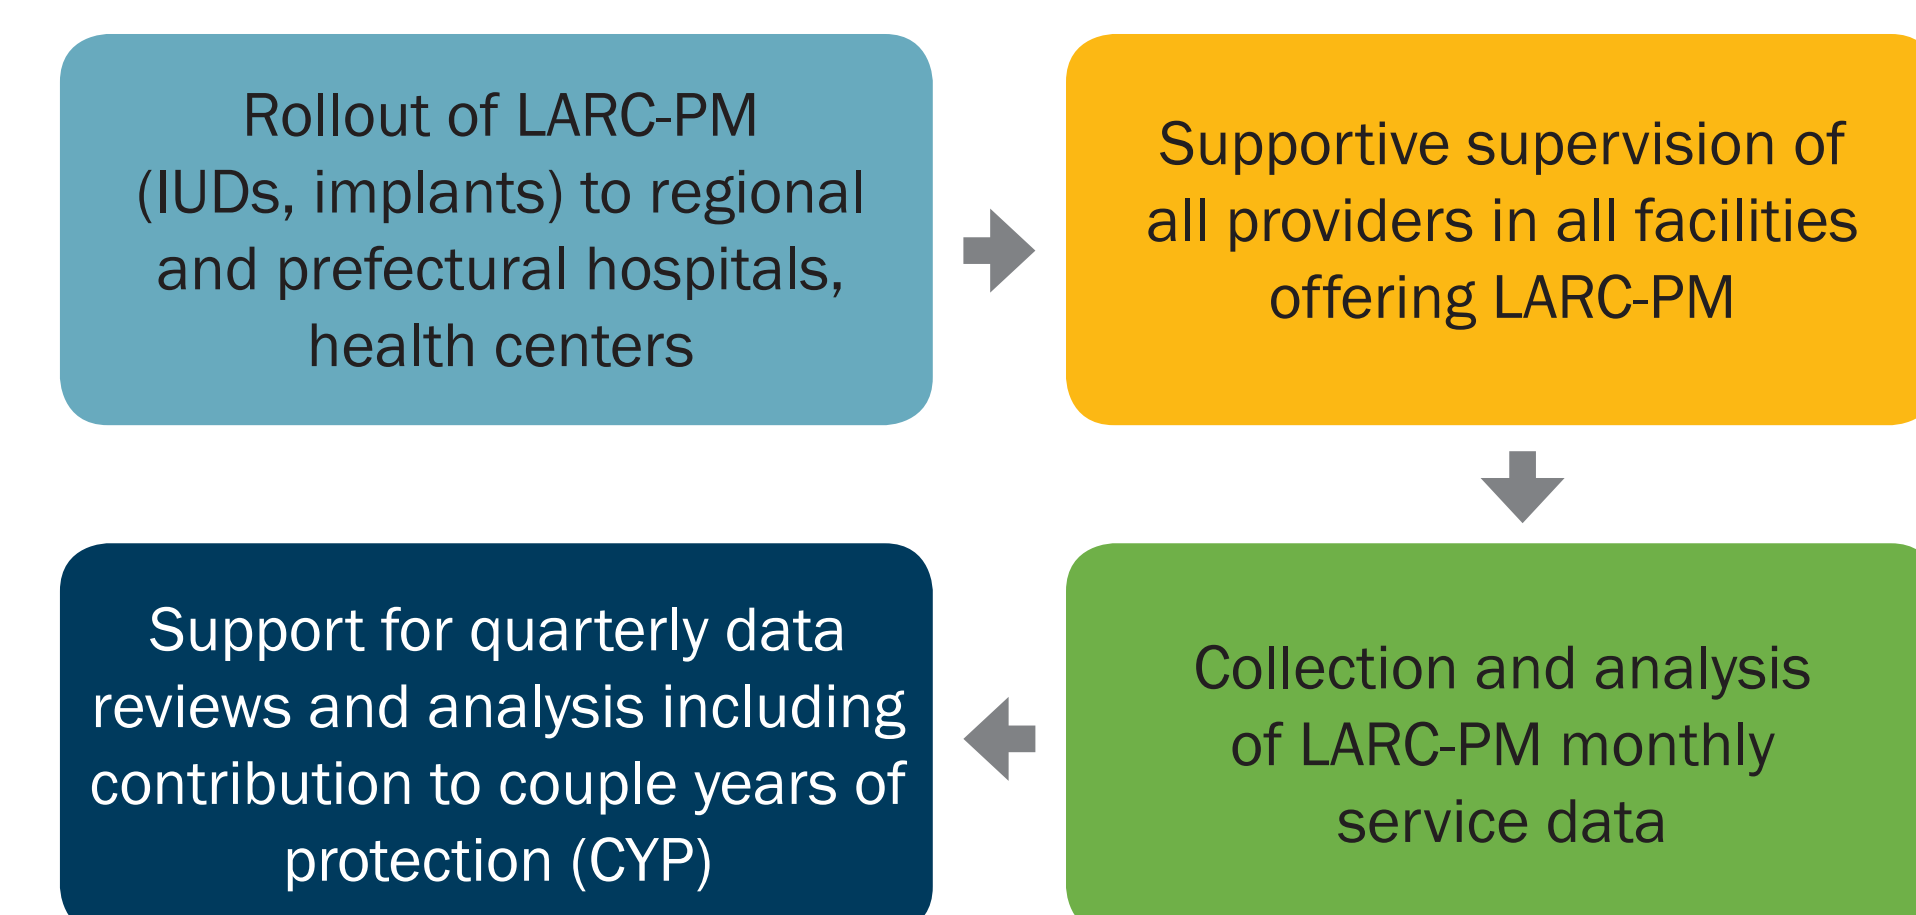 Rollout of LARC-PM
(IUDs, implants) to regional
and prefectural hospitals,
health centers
Supportive supervision of
all providers in all facilities
offering LARC-PM
Collection and analysis
of LARC-PM monthly
service data
Support for quarterly data
reviews and analysis including
contribution to couple years of
protection (CYP)